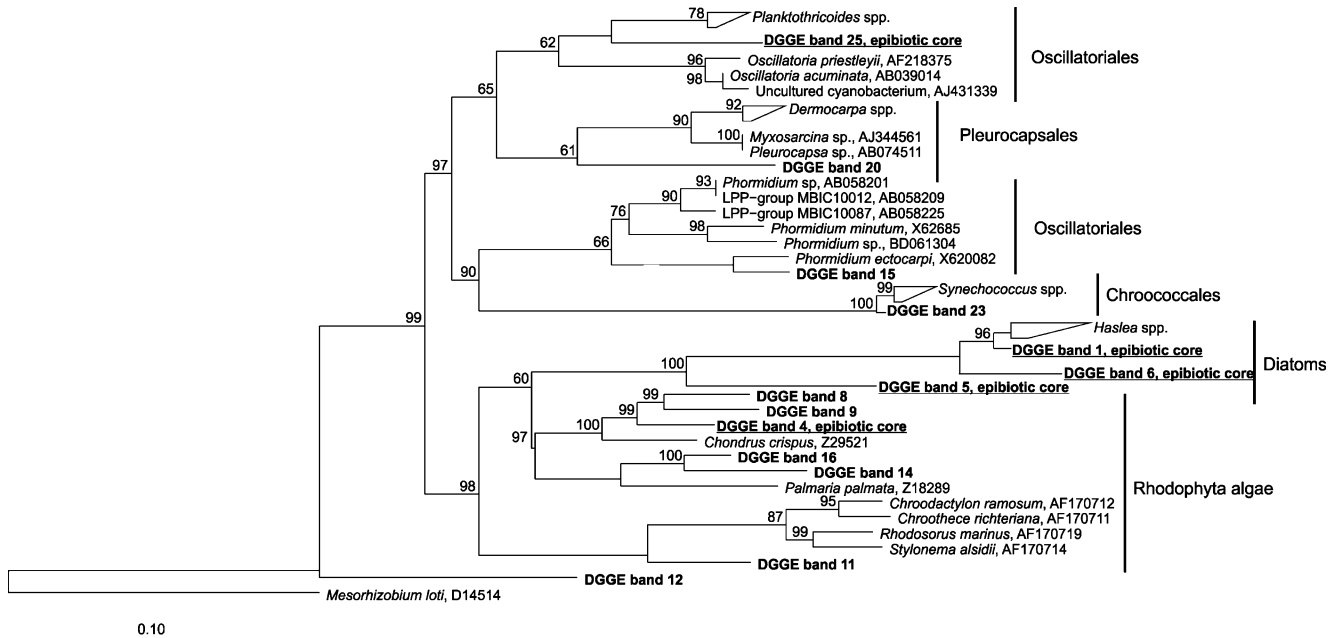 78
Planktothricoides spp.
DGGE band 25, epibiotic core
62
Oscillatoriales
96
Oscillatoria priestleyii, AF218375
98
Oscillatoria acuminata, AB039014
Uncultured cyanobacterium, AJ431339
65
92
Dermocarpa spp.
90
100
Myxosarcina sp., AJ344561
Pleurocapsales
Pleurocapsa sp., AB074511
61
DGGE band 20
97
93
Phormidium sp, AB058201
90
LPP-group MBIC10012, AB058209
76
LPP-group MBIC10087, AB058225
98
Phormidium minutum, X62685
Oscillatoriales
66
Phormidium sp., BD061304
Phormidium ectocarpi, X620082
90
DGGE band 15
99
Synechococcus spp.
Chroococcales
100
DGGE band 23
99
96
Haslea spp.
DGGE band 1, epibiotic core
Diatoms
100
DGGE band 6, epibiotic core
60
DGGE band 5, epibiotic core
99
DGGE band 8
99
DGGE band 9
100
DGGE band 4, epibiotic core
97
Chondrus crispus, Z29521
100
DGGE band 16
DGGE band 14
98
Palmaria palmata, Z18289
Rhodophyta algae
95
Chroodactylon ramosum, AF170712
87
Chroothece richteriana, AF170711
99
Rhodosorus marinus, AF170719
Stylonema alsidii, AF170714
DGGE band 11
DGGE band 12
Mesorhizobium loti, D14514
0.10